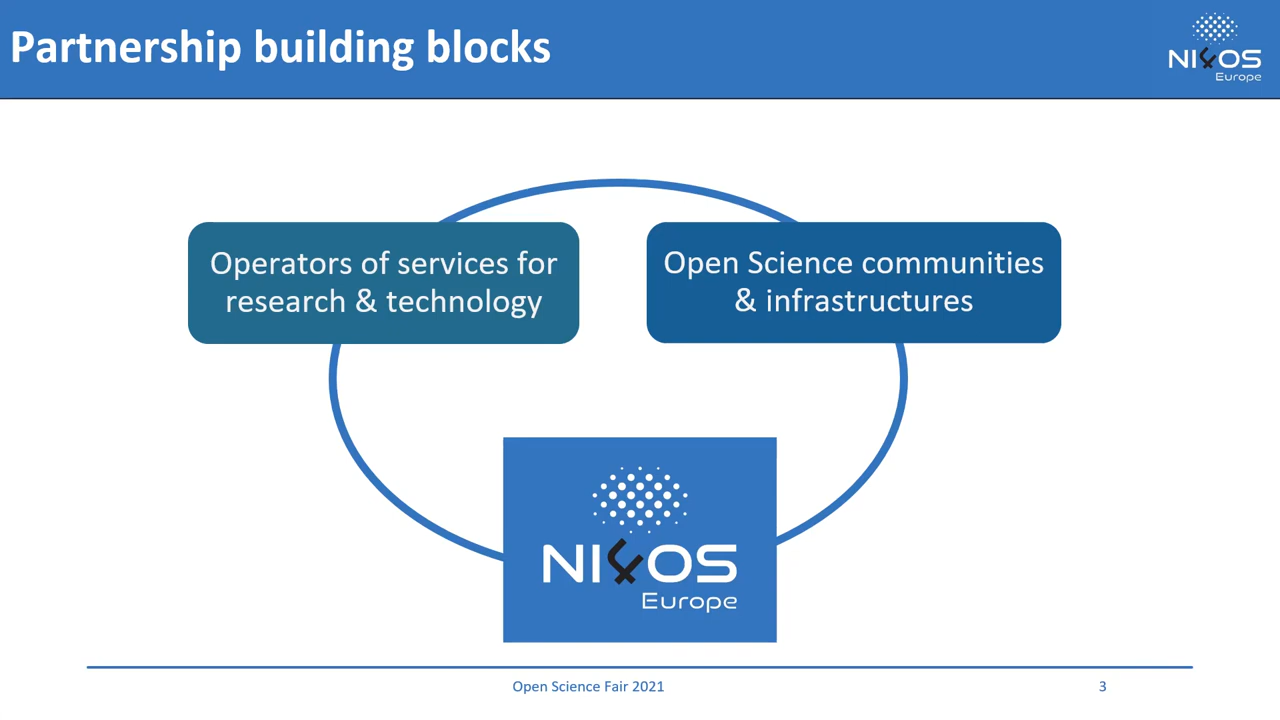 Partnership building blocks
NI4OS
Europe
Operators of services for
research & technology
Open Science communities
& infrastructures
NI4OS
Europe
Open Science Fair 2021
3